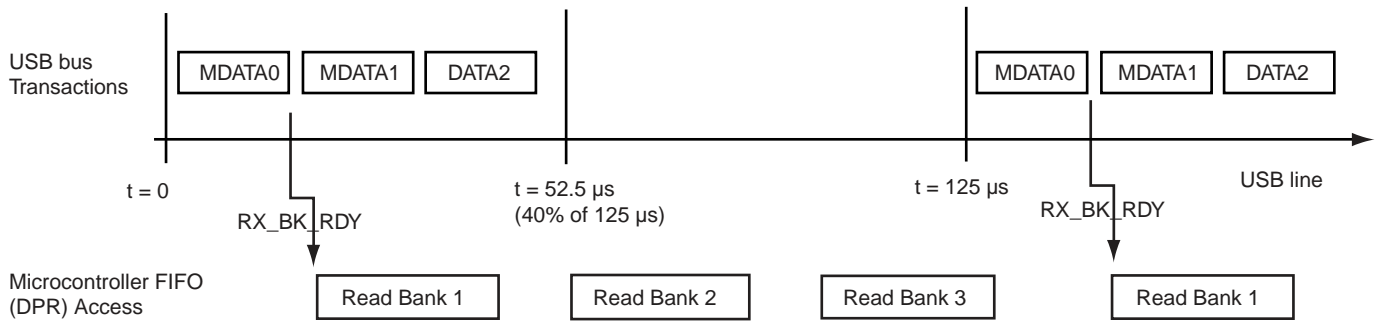 USB bus
Transactions
MDATA0 MDATA1 DATA2 MDATA0 MDATA1 DATA2
t = 0
t = 52.5 µs
(40% of 125 µs)
t = 125 µs
USB line
RX_BK_RDY
RX_BK_RDY
Microcontroller FIFO
(DPR) Access
Read Bank 1 Read Bank 2 Read Bank 3 Read Bank 1